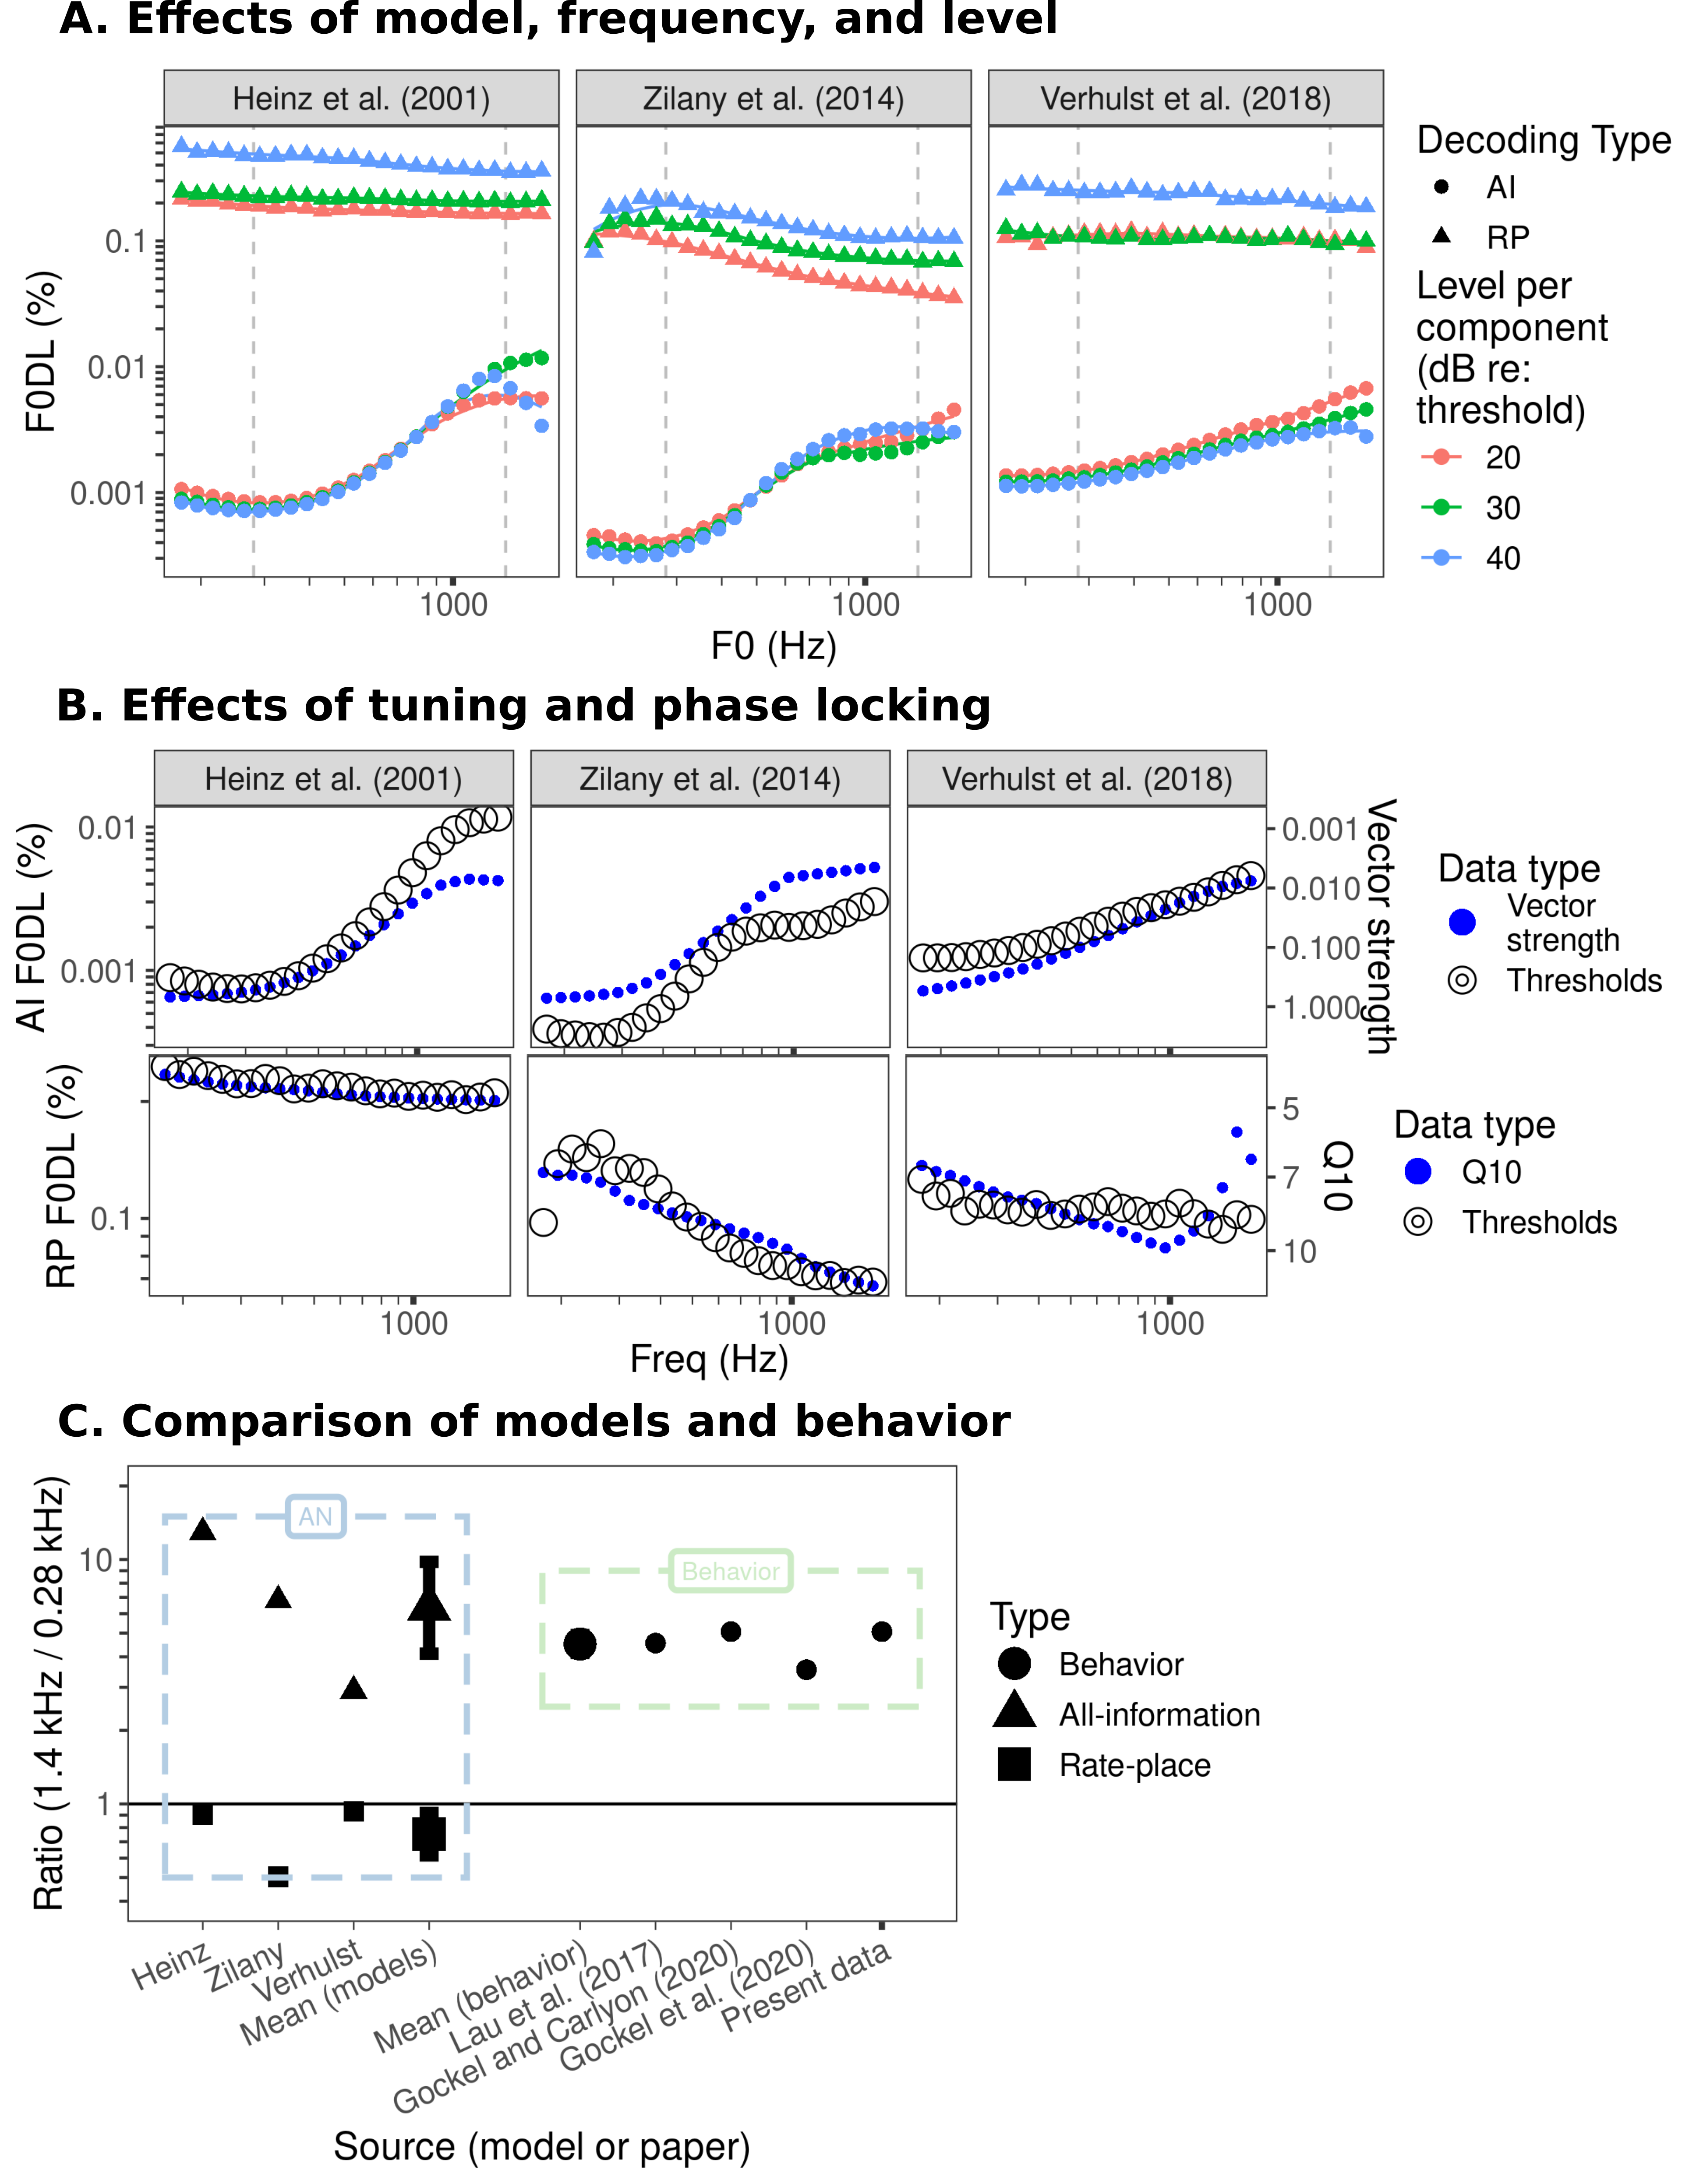 A. Effects of model, frequency, and level
Heinz et al. (2001)
Zilany et al. (2014)
Verhulst et al. (2018)
F0DL (%)
0.1
0.01
0.001
1000
1000
1000
F0 (Hz)
Decoding Type
AI
RP
Level per
component
(dB re:
threshold)
20
30
40
B. Effects of tuning and phase locking
Heinz et al. (2001)
Zilany et al. (2014)
Verhulst et al. (2018)
AI F0DL (%)
0.01
0.001
0.001
0.010
0.100
1.000
Vector strength
Data type
Vector
strength
Thresholds
RP F0DL (%)
0.1
5
7
10
Q10
Data type
Q10
Thresholds
1000
1000
1000
Freq (Hz)
C. Comparison of models and behavior
Ratio (1.4 kHz / 0.28 kHz)
10
1
AN
Behavior
Type
Behavior
All-information
Rate-place
Heinz
Zilany
Verhulst
Mean (models)
Mean (behavior)
Lau et al. (2017)
Gockel and Carlyon (2020)
Gockel et al. (2020)
Present data
Source (model or paper)